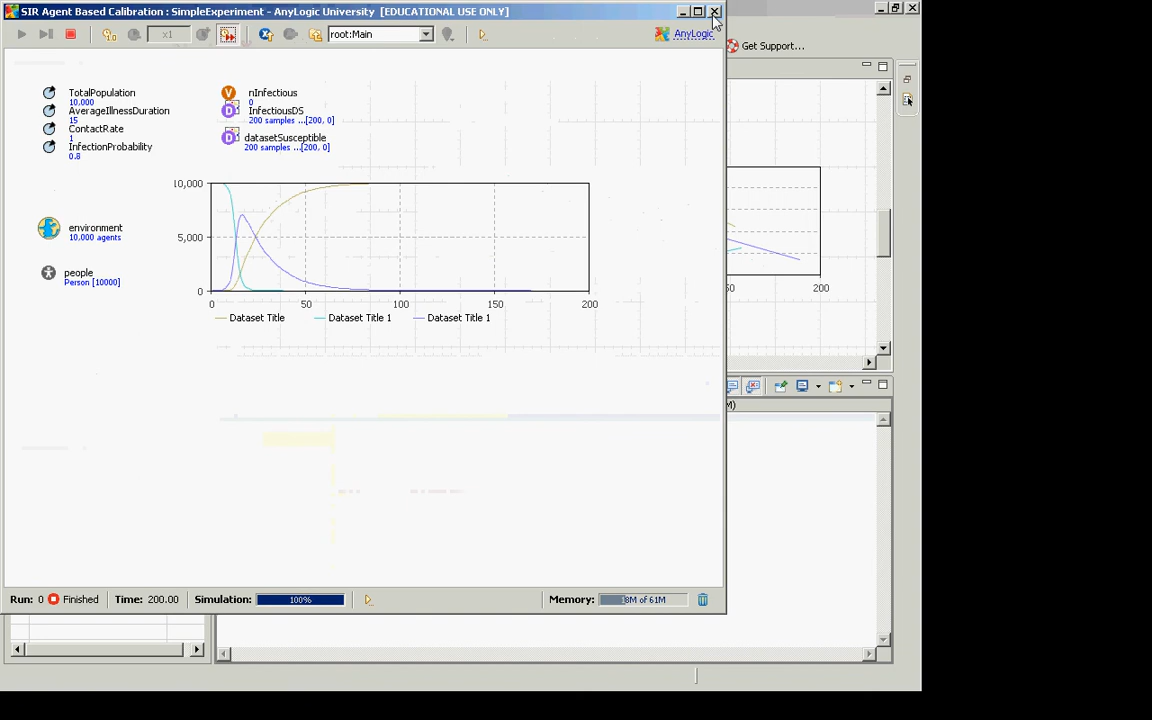 SIR Agent Based Calibration : SimpleExperiment - AnyLogic University [EDUCATIONAL USE ONLY]
x1
root:Main
AnyLogic
Get Support...
TotalPopulation
10,000
AverageIllnessDuration
15
ContactRate
1
InfectionProbability
0.8
nInfectious
0
InfectiousDS
200 samples ...[200, 0]
datasetSusceptible
200 samples ...[200, 0]
environment
10,000 agents
people
Person [10000]
10,000
5,000
0
0 50 100 150 200
Dataset Title Dataset Title 1 Dataset Title 1
50 200
M)
Run: 0 Finished Time: 200.00 Simulation: 100% Memory: 18M of 61M